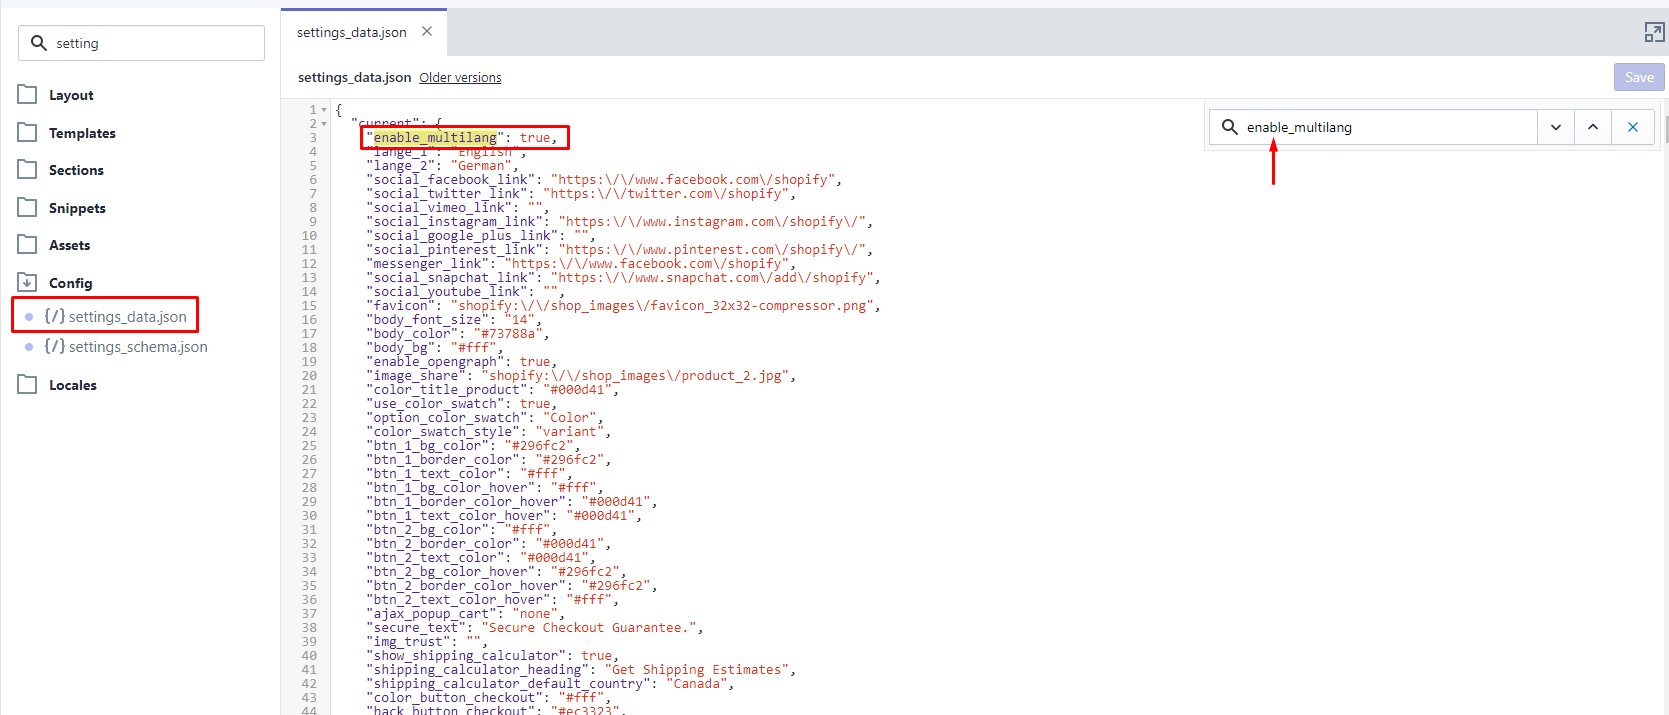 setting
Layout
Templates
Sections
Snippets
Assets
Config
{/} settings_data.json
{/} settings_schema.json
Locales
settings_data.json ×
settings_data.json Older versions
Save
enable_multilang
1 {
2 "current": {
3 "enable_multilang": true,
4 "lange_1": "English",
5 "lange_2": "German",
6 "social_facebook_link": "https:\/\/www.facebook.com\/shopify",
7 "social_twitter_link": "https:\/\/twitter.com\/shopify",
8 "social_vimeo_link": "",
9 "social_instagram_link": "https:\/\/www.instagram.com\/shopify\/",
10 "social_google_plus_link": "",
11 "social_pinterest_link": "https:\/\/www.pinterest.com\/shopify\/",
12 "messenger_link": "https:\/\/www.facebook.com\/shopify",
13 "social_snapchat_link": "https:\/\/www.snapchat.com\/add\/shopify",
14 "social_youtube_link": "",
15 "favicon": "shopify:\/\/shop_images\/favicon_32x32-compressor.png",
16 "body_font_size": "14",
17 "body_color": "#73788a",
18 "body_bg": "#fff",
19 "enable_opengraph": true,
20 "image_share": "shopify:\/\/shop_images\/product_2.jpg",
21 "color_title_product": "#000d41",
22 "use_color_swatch": true,
23 "option_color_swatch": "Color",
24 "color_swatch_style": "variant",
25 "btn_1_bg_color": "#296fc2",
26 "btn_1_border_color": "#296fc2",
27 "btn_1_text_color": "#fff",
28 "btn_1_bg_color_hover": "#fff",
29 "btn_1_border_color_hover": "#000d41",
30 "btn_1_text_color_hover": "#000d41",
31 "btn_2_bg_color": "#fff",
32 "btn_2_border_color": "#000d41",
33 "btn_2_text_color": "#000d41",
34 "btn_2_bg_color_hover": "#296fc2",
35 "btn_2_border_color_hover": "#296fc2",
36 "btn_2_text_color_hover": "#fff",
37 "ajax_popup_cart": "none",
38 "secure_text": "Secure Checkout Guarantee.",
39 "img_trust": "",
40 "show_shipping_calculator": true,
41 "shipping_calculator_heading": "Get Shipping Estimates",
42 "shipping_calculator_default_country": "Canada",
43 "color_button_checkout": "#fff",
44 "back_button_checkout": "#ec3323",